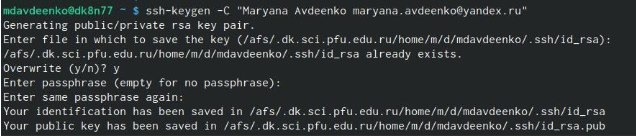 mdavdeenko@dk8n77 ~ $ ssh-keygen -C "Maryana Avdeenko maryana.avdeenko@yandex.ru"
Generating public/private rsa key pair.
Enter file in which to save the key (/afs/.dk.sci.pfu.edu.ru/home/m/d/mdavdeenko/.ssh/id_rsa):
/afs/.dk.sci.pfu.edu.ru/home/m/d/mdavdeenko/.ssh/id_rsa already exists.
Overwrite (y/n)? y
Enter passphrase (empty for no passphrase):
Enter same passphrase again:
Your identification has been saved in /afs/.dk.sci.pfu.edu.ru/home/m/d/mdavdeenko/.ssh/id_rsa
Your public key has been saved in /afs/.dk.sci.pfu.edu.ru/home/m/d/mdavdeenko/.ssh/id_rsa.pub